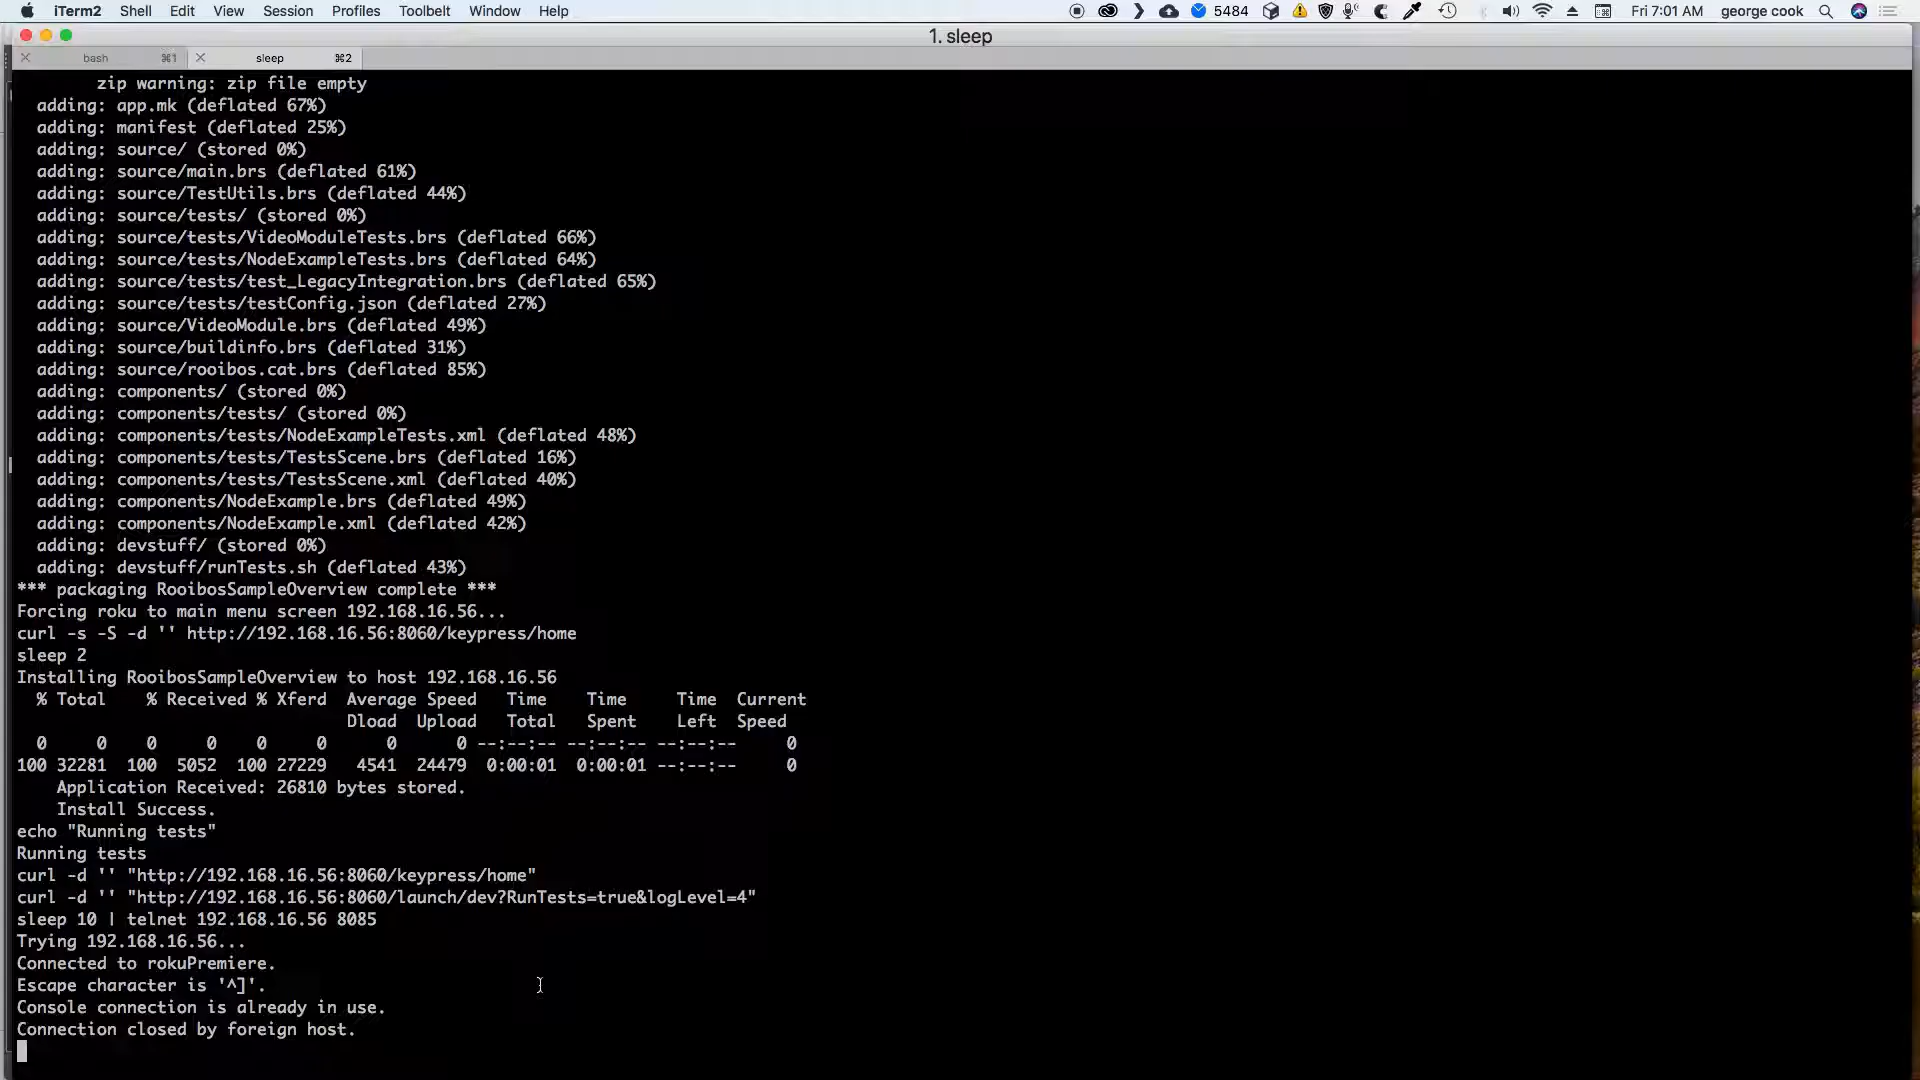 iTerm2 Shell Edit View Session Profiles Toolbelt Window Help 5484 Fri 7:01 AM george cook
1. sleep
bash ⌘1 sleep ⌘2
zip warning: zip file empty
adding: app.mk (deflated 67%)
adding: manifest (deflated 25%)
adding: source/ (stored 0%)
adding: source/main.brs (deflated 61%)
adding: source/TestUtils.brs (deflated 44%)
adding: source/tests/ (stored 0%)
adding: source/tests/VideoModuleTests.brs (deflated 66%)
adding: source/tests/NodeExampleTests.brs (deflated 64%)
adding: source/tests/test_LegacyIntegration.brs (deflated 65%)
adding: source/tests/testConfig.json (deflated 27%)
adding: source/VideoModule.brs (deflated 49%)
adding: source/buildinfo.brs (deflated 31%)
adding: source/rooibos.cat.brs (deflated 85%)
adding: components/ (stored 0%)
adding: components/tests/ (stored 0%)
adding: components/tests/NodeExampleTests.xml (deflated 48%)
adding: components/tests/TestsScene.brs (deflated 16%)
adding: components/tests/TestsScene.xml (deflated 40%)
adding: components/NodeExample.brs (deflated 49%)
adding: components/NodeExample.xml (deflated 42%)
adding: devstuff/ (stored 0%)
adding: devstuff/runTests.sh (deflated 43%)
*** packaging RooibosSampleOverview complete ***
Forcing roku to main menu screen 192.168.16.56...
curl -s -S -d '' http://192.168.16.56:8060/keypress/home
sleep 2
Installing RooibosSampleOverview to host 192.168.16.56
% Total % Received % Xferd Average Speed Time Time Time Current
Dload Upload Total Spent Left Speed
0 0 0 0 0 0 0 0 --:--:-- --:--:-- --:--:-- 0
100 32281 100 5052 100 27229 4541 24479 0:00:01 0:00:01 --:--:-- 0
Application Received: 26810 bytes stored.
Install Success.
echo "Running tests"
Running tests
curl -d '' "http://192.168.16.56:8060/keypress/home"
curl -d '' "http://192.168.16.56:8060/launch/dev?RunTests=true&logLevel=4"
sleep 10 | telnet 192.168.16.56 8085
Trying 192.168.16.56...
Connected to rokuPremiere.
Escape character is '^]'.
Console connection is already in use.
Connection closed by foreign host.